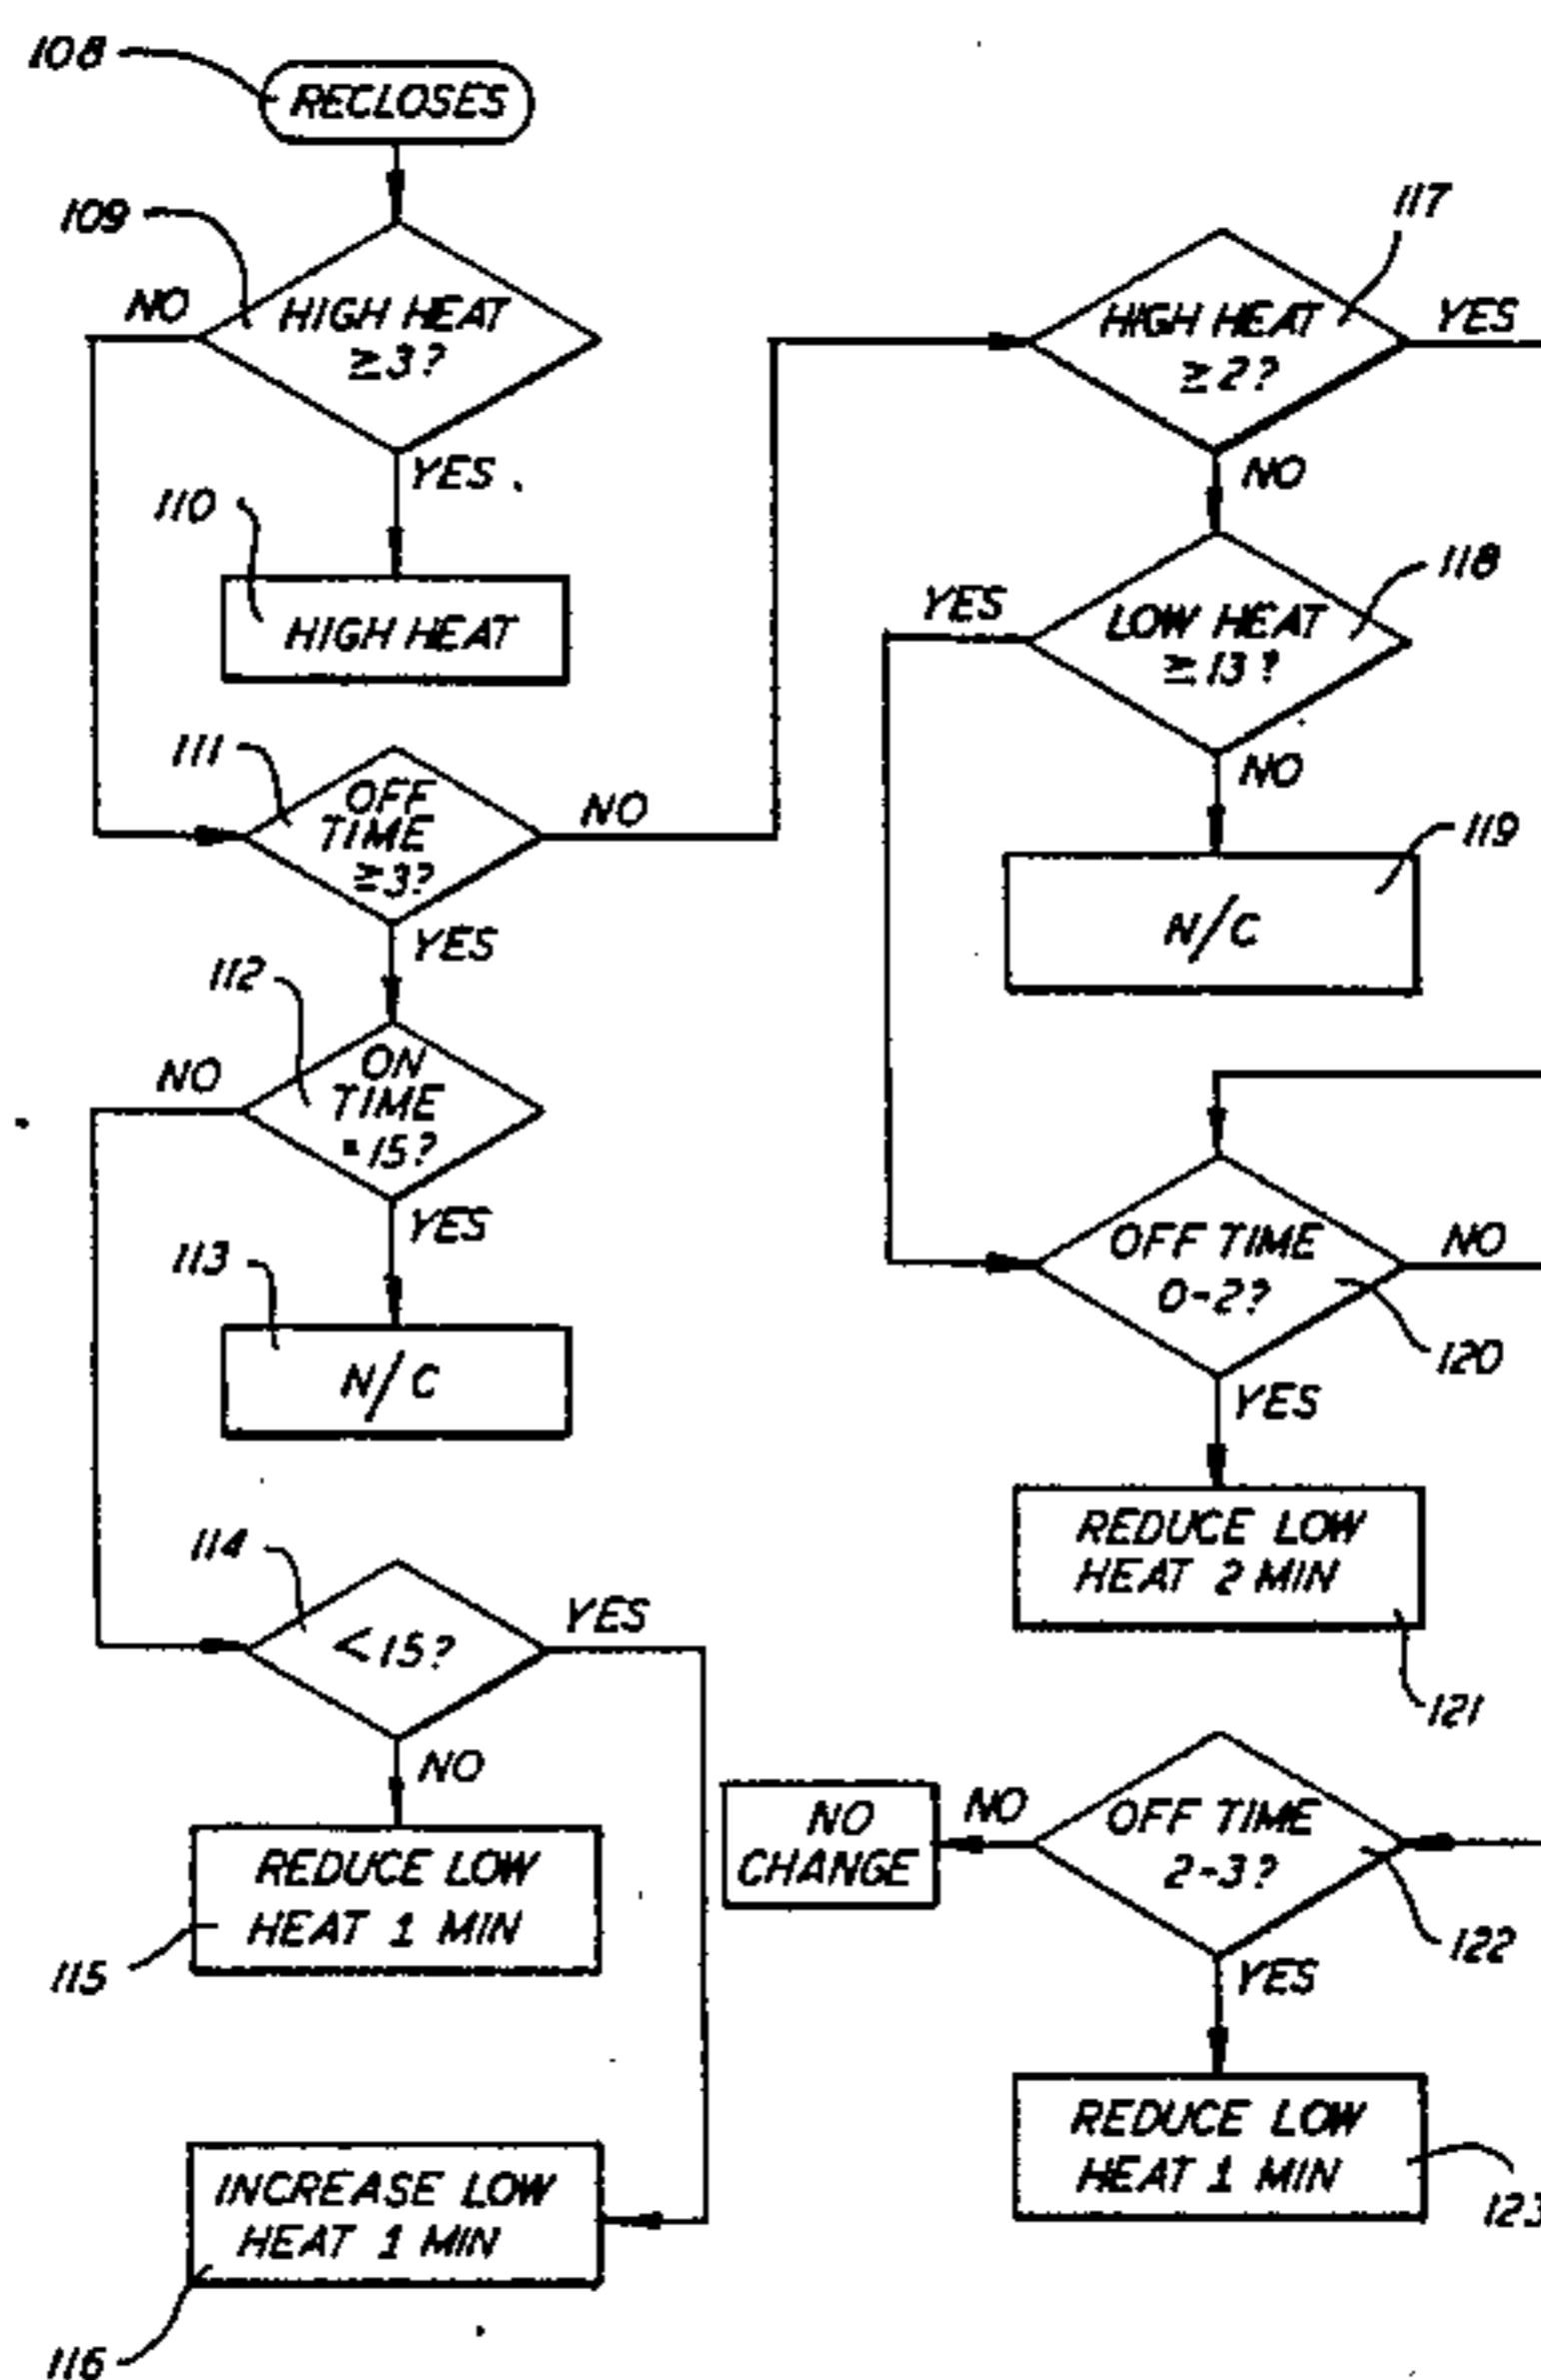 108
RECLOSES
109
NO
HIGH HEAT
≥3?
YES
110
HIGH HEAT
111
OFF
TIME
≥3?
NO
YES
112
NO
ON
TIME
=15?
YES
113
N/C
114
<15?
YES
NO
REDUCE LOW
HEAT 1 MIN
115
INCREASE LOW
HEAT 1 MIN
116
117
HIGH HEAT
≥2?
YES
NO
118
YES
LOW HEAT
≥13?
NO
119
N/C
OFF TIME
0-2?
NO
120
YES
REDUCE LOW
HEAT 2 MIN
121
NO
CHANGE
NO
OFF TIME
2-3?
122
YES
REDUCE LOW
HEAT 1 MIN
123